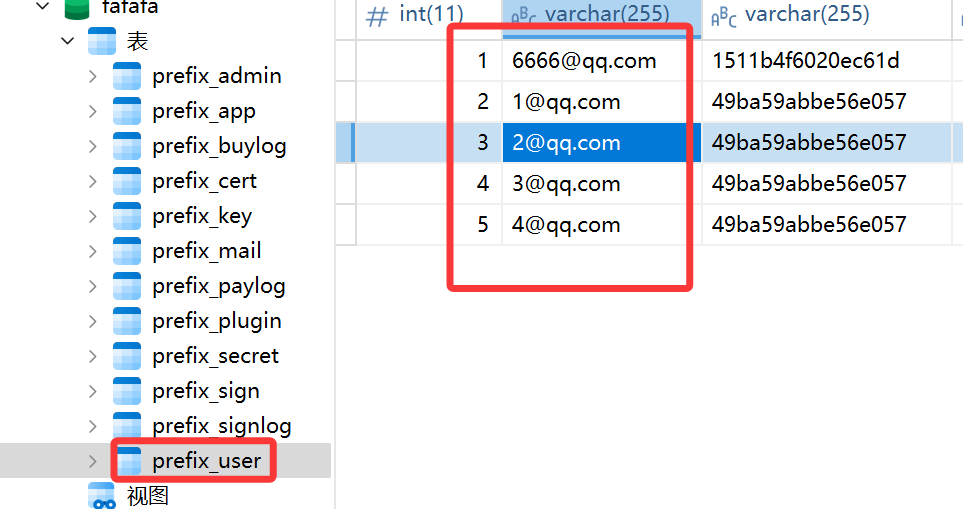 fafafa
表
prefix_admin
prefix_app
prefix_buylog
prefix_cert
prefix_key
prefix_mail
prefix_paylog
prefix_plugin
prefix_secret
prefix_sign
prefix_signlog
prefix_user
视图
# int(11) ABC varchar(255) ABC varchar(255)
1 6666@qq.com 1511b4f6020ec61d
2 1@qq.com 49ba59abbe56e057
3 2@qq.com 49ba59abbe56e057
4 3@qq.com 49ba59abbe56e057
5 4@qq.com 49ba59abbe56e057